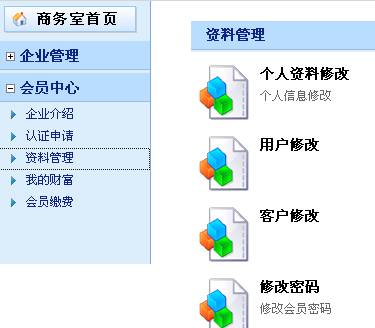 商务室首页
企业管理
会员中心
企业介绍
认证申请
资料管理
我的财富
会员缴费
资料管理
个人资料修改
个人信息修改
用户修改
客户修改
修改密码
修改会员密码